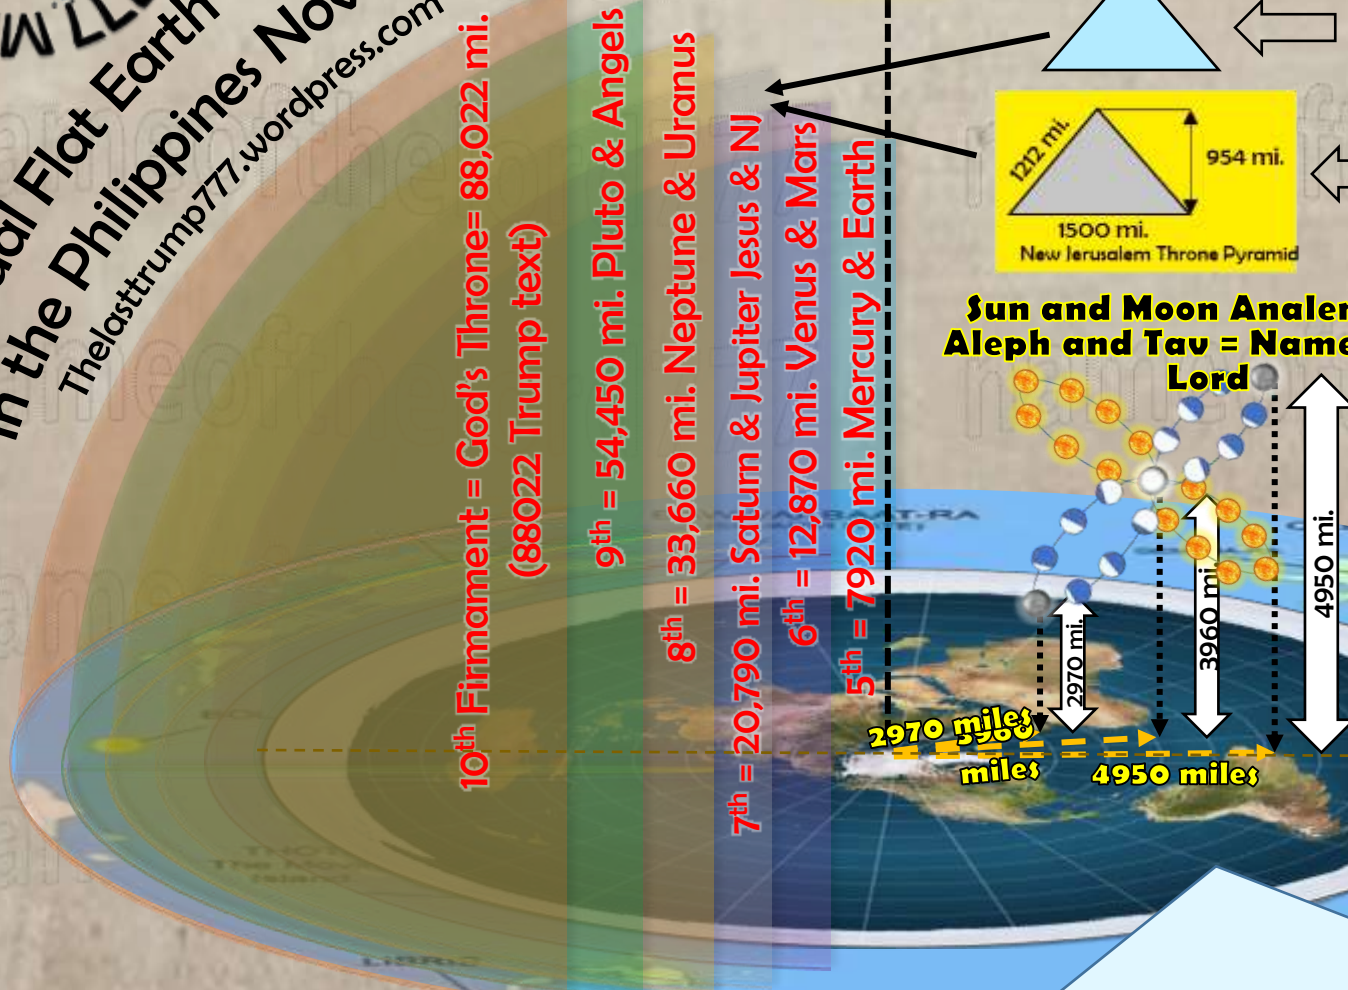 Flat Earth
in the Philippines Nov
Thelasttrump777.wordpress.com
10th Firmament = God's Throne= 88,022 mi.
(88022 Trump text)
9th = 54,450 mi. Pluto & Angels
8th = 33,660 mi. Neptune & Uranus
7th = 20,790 mi. Saturn & Jupiter Jesus & NJ
6th = 12,870 mi. Venus & Mars
5th = 7920 mi. Mercury & Earth
1212 mi.
954 mi.
1500 mi.
New Jerusalem Throne Pyramid
Sun and Moon Analer
Aleph and Tav = Name
Lord
2970 mi.
3960 mi.
4950 mi.
2970 miles
3960
miles
4950 miles